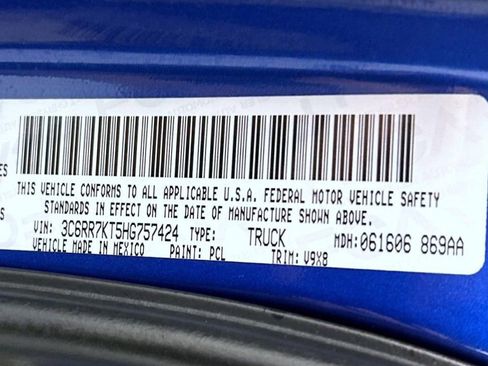 THIS VEHICLE CONFORMS TO ALL APPLICABLE U.S.A. FEDERAL MOTOR VEHICLE SAFETY
STANDARDS IN EFFECT ON THE DATE OF MANUFACTURE SHOWN ABOVE.
VIN: 3C6RR7KT5HG757424 TYPE: TRUCK MDH: 061606 869AA
VEHICLE MADE IN MEXICO PAINT: PCL TRIM: V9X8